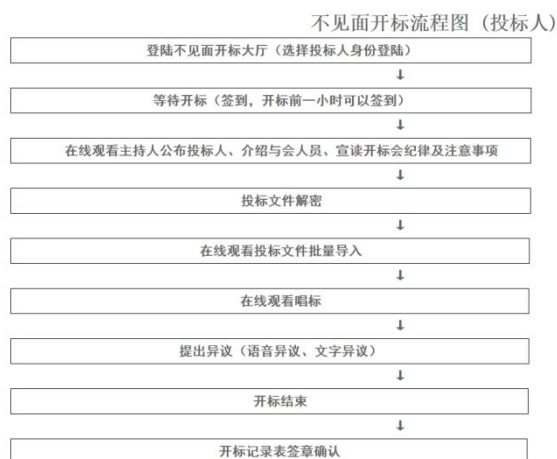 不见面开标流程图（投标人）
登陆不见面开标大厅（选择投标人身份登陆）
等待开标（签到，开标前一小时可以签到）
在线观看主持人公布投标人、介绍与会人员、宣读开标会纪律及注意事项
投标文件解密
在线观看投标文件批量导入
在线观看唱标
提出异议（语音异议、文字异议）
开标结束
开标记录表签章确认